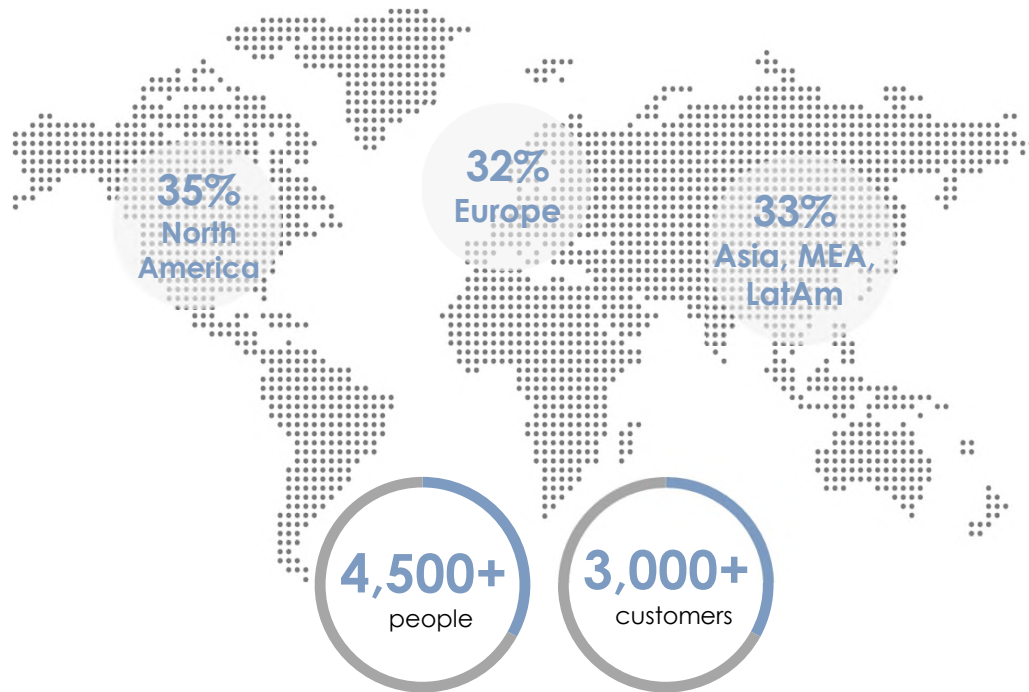 35%
North
America
32%
Europe
33%
Asia, MEA,
LatAm
4,500+
people
3,000+
customers